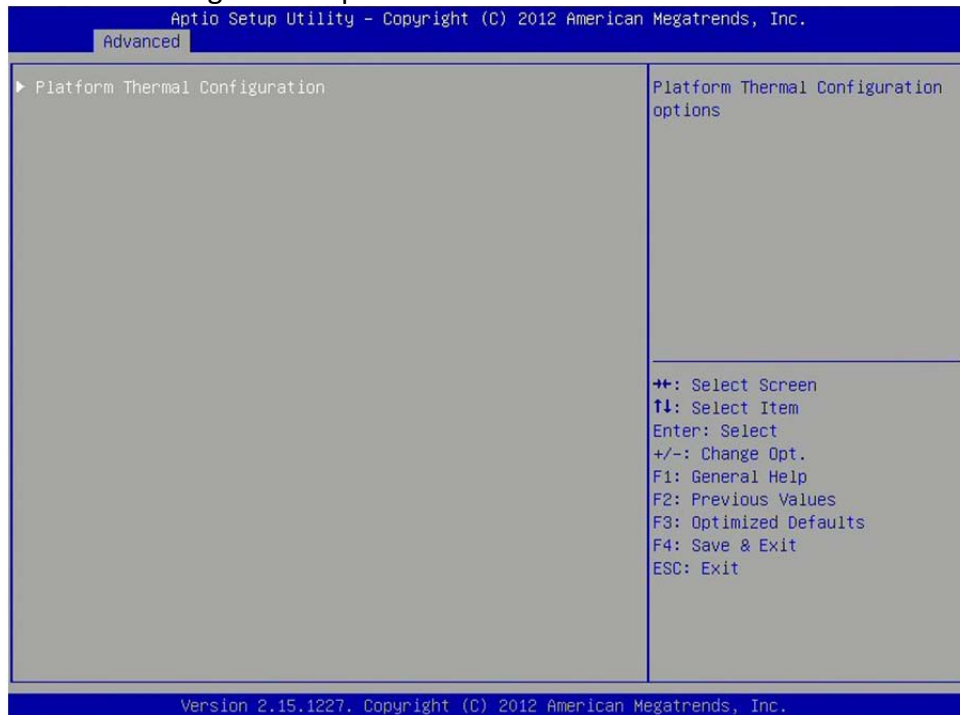 Aptio Setup Utility – Copyright (C) 2012 American Megatrends, Inc.
Advanced
▶ Platform Thermal Configuration
Platform Thermal Configuration
options
→←: Select Screen
↑↓: Select Item
Enter: Select
+/-: Change Opt.
F1: General Help
F2: Previous Values
F3: Optimized Defaults
F4: Save & Exit
ESC: Exit
Version 2.15.1227. Copyright (C) 2012 American Megatrends, Inc.